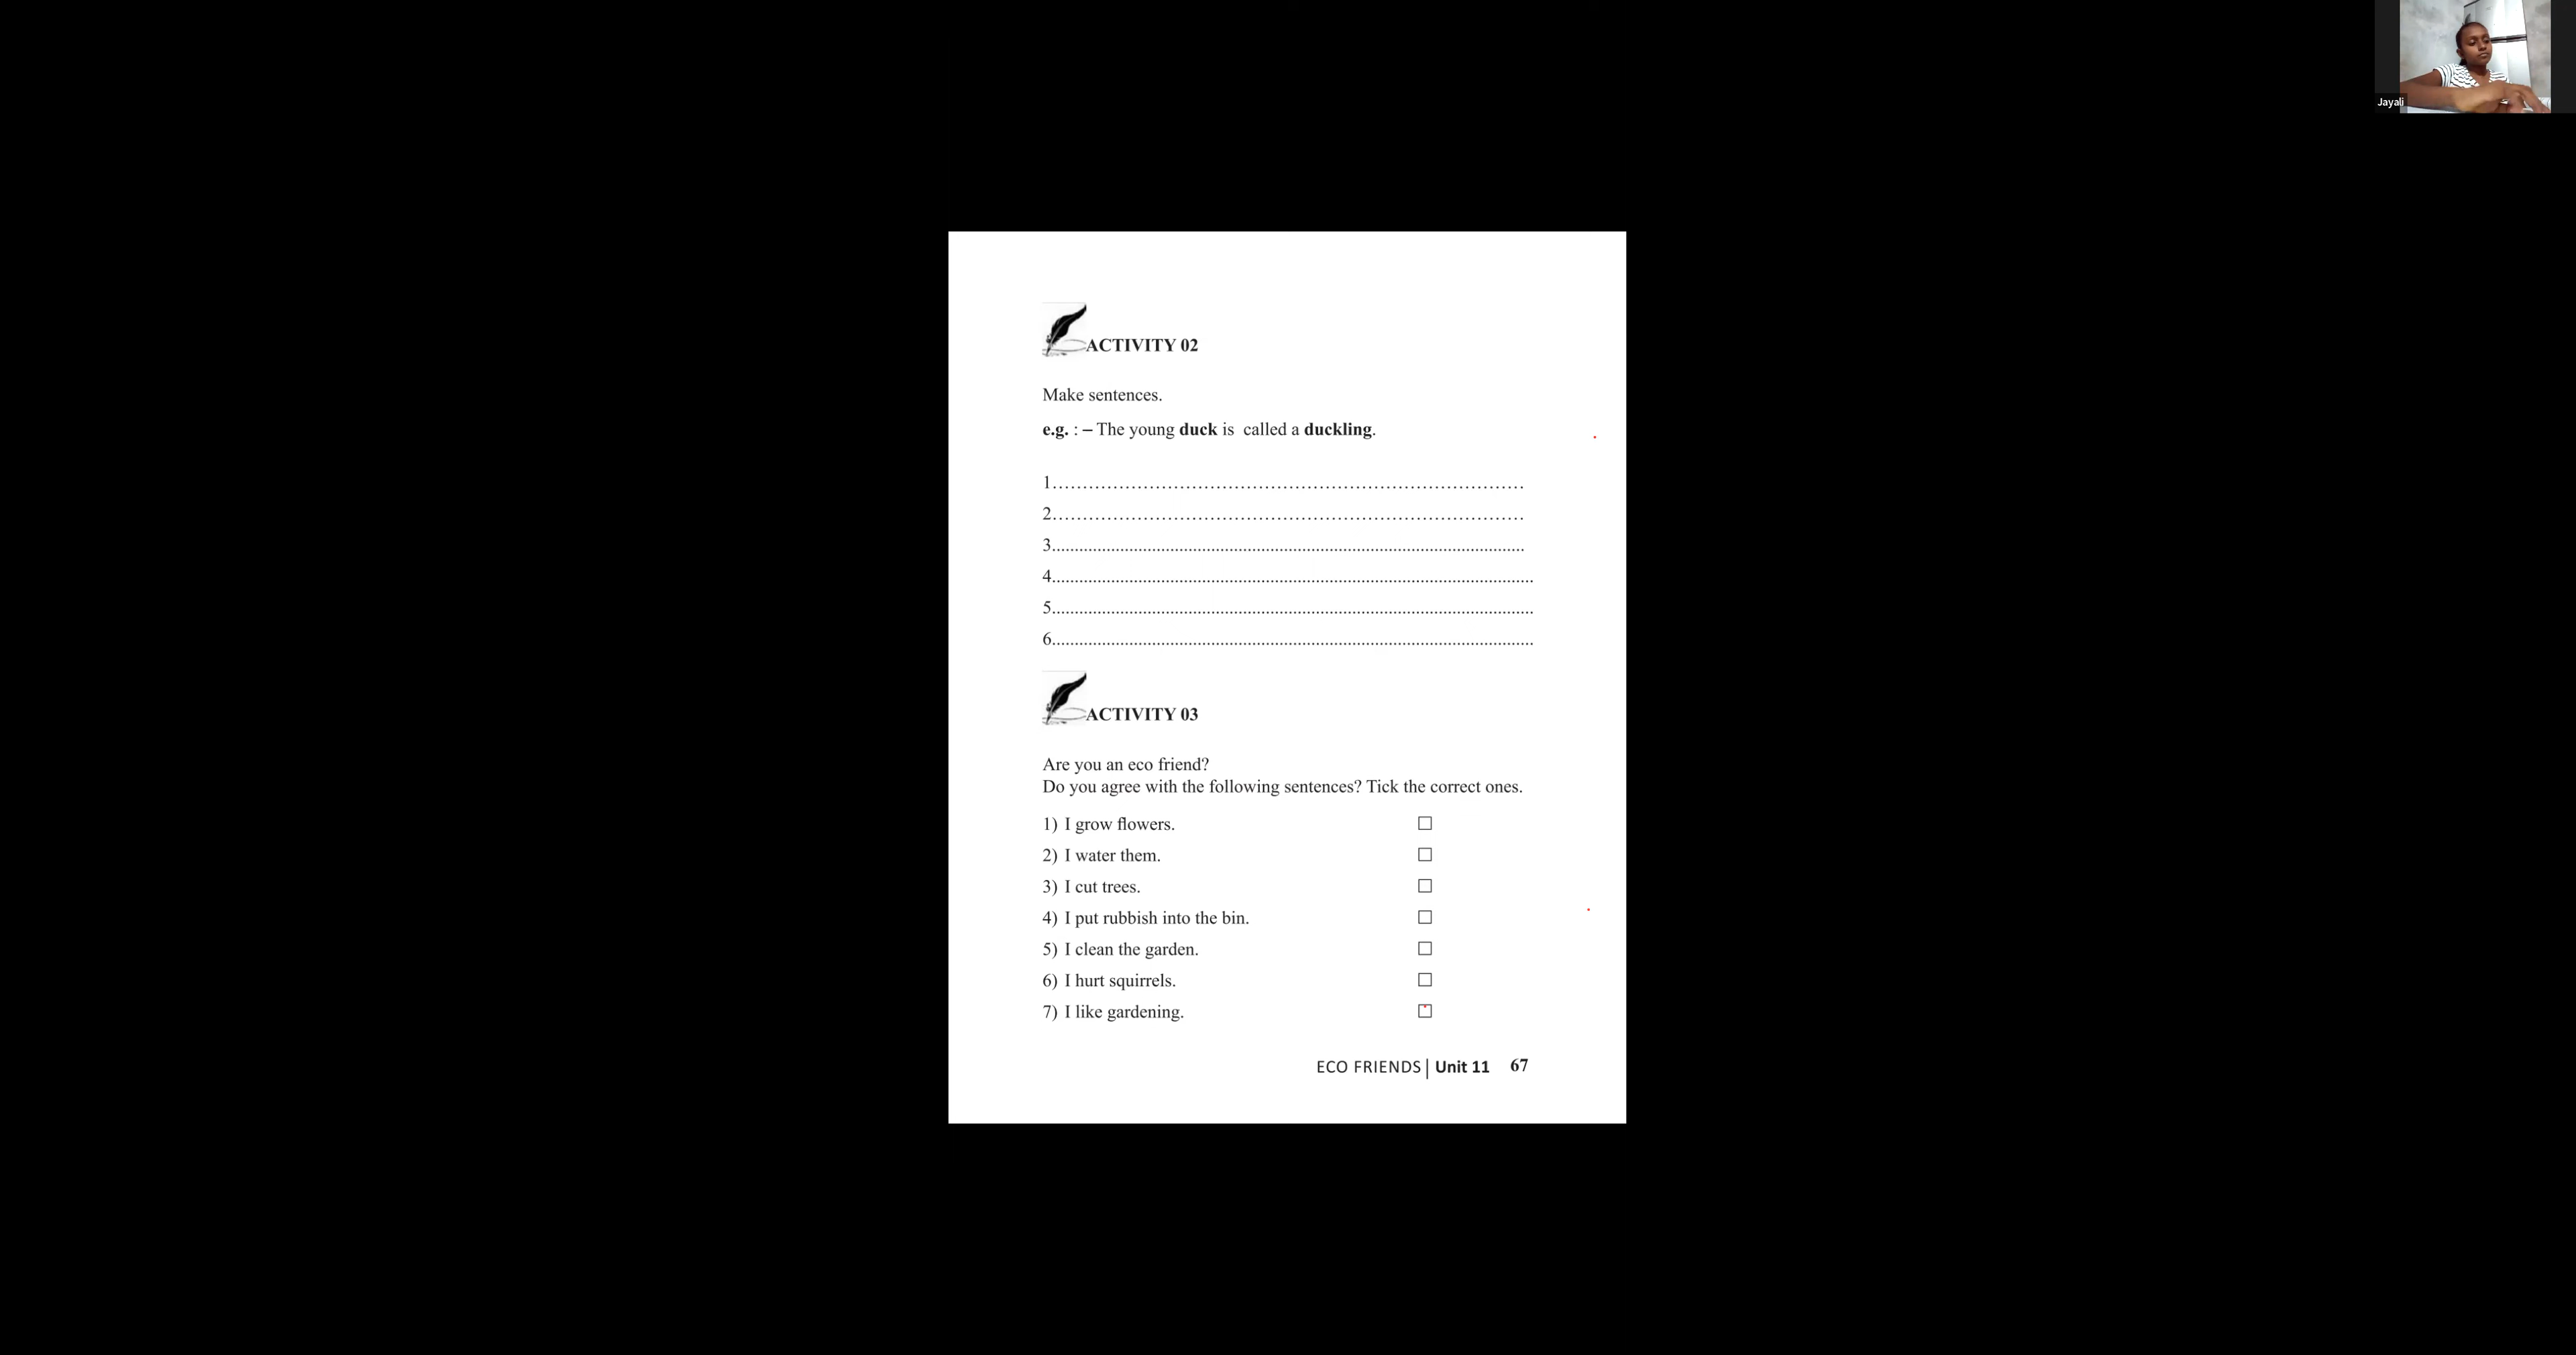 Jayali
ACTIVITY 02
Make sentences.
e.g. : – The young duck is called a duckling.
1...............................................................................
2...............................................................................
3.......................................................................................................
4.........................................................................................................
5.........................................................................................................
6.........................................................................................................
ACTIVITY 03
Are you an eco friend?
Do you agree with the following sentences? Tick the correct ones.
1) I grow flowers. □
2) I water them. □
3) I cut trees. □
4) I put rubbish into the bin. □
5) I clean the garden. □
6) I hurt squirrels. □
7) I like gardening. □
ECO FRIENDS | Unit 11 67